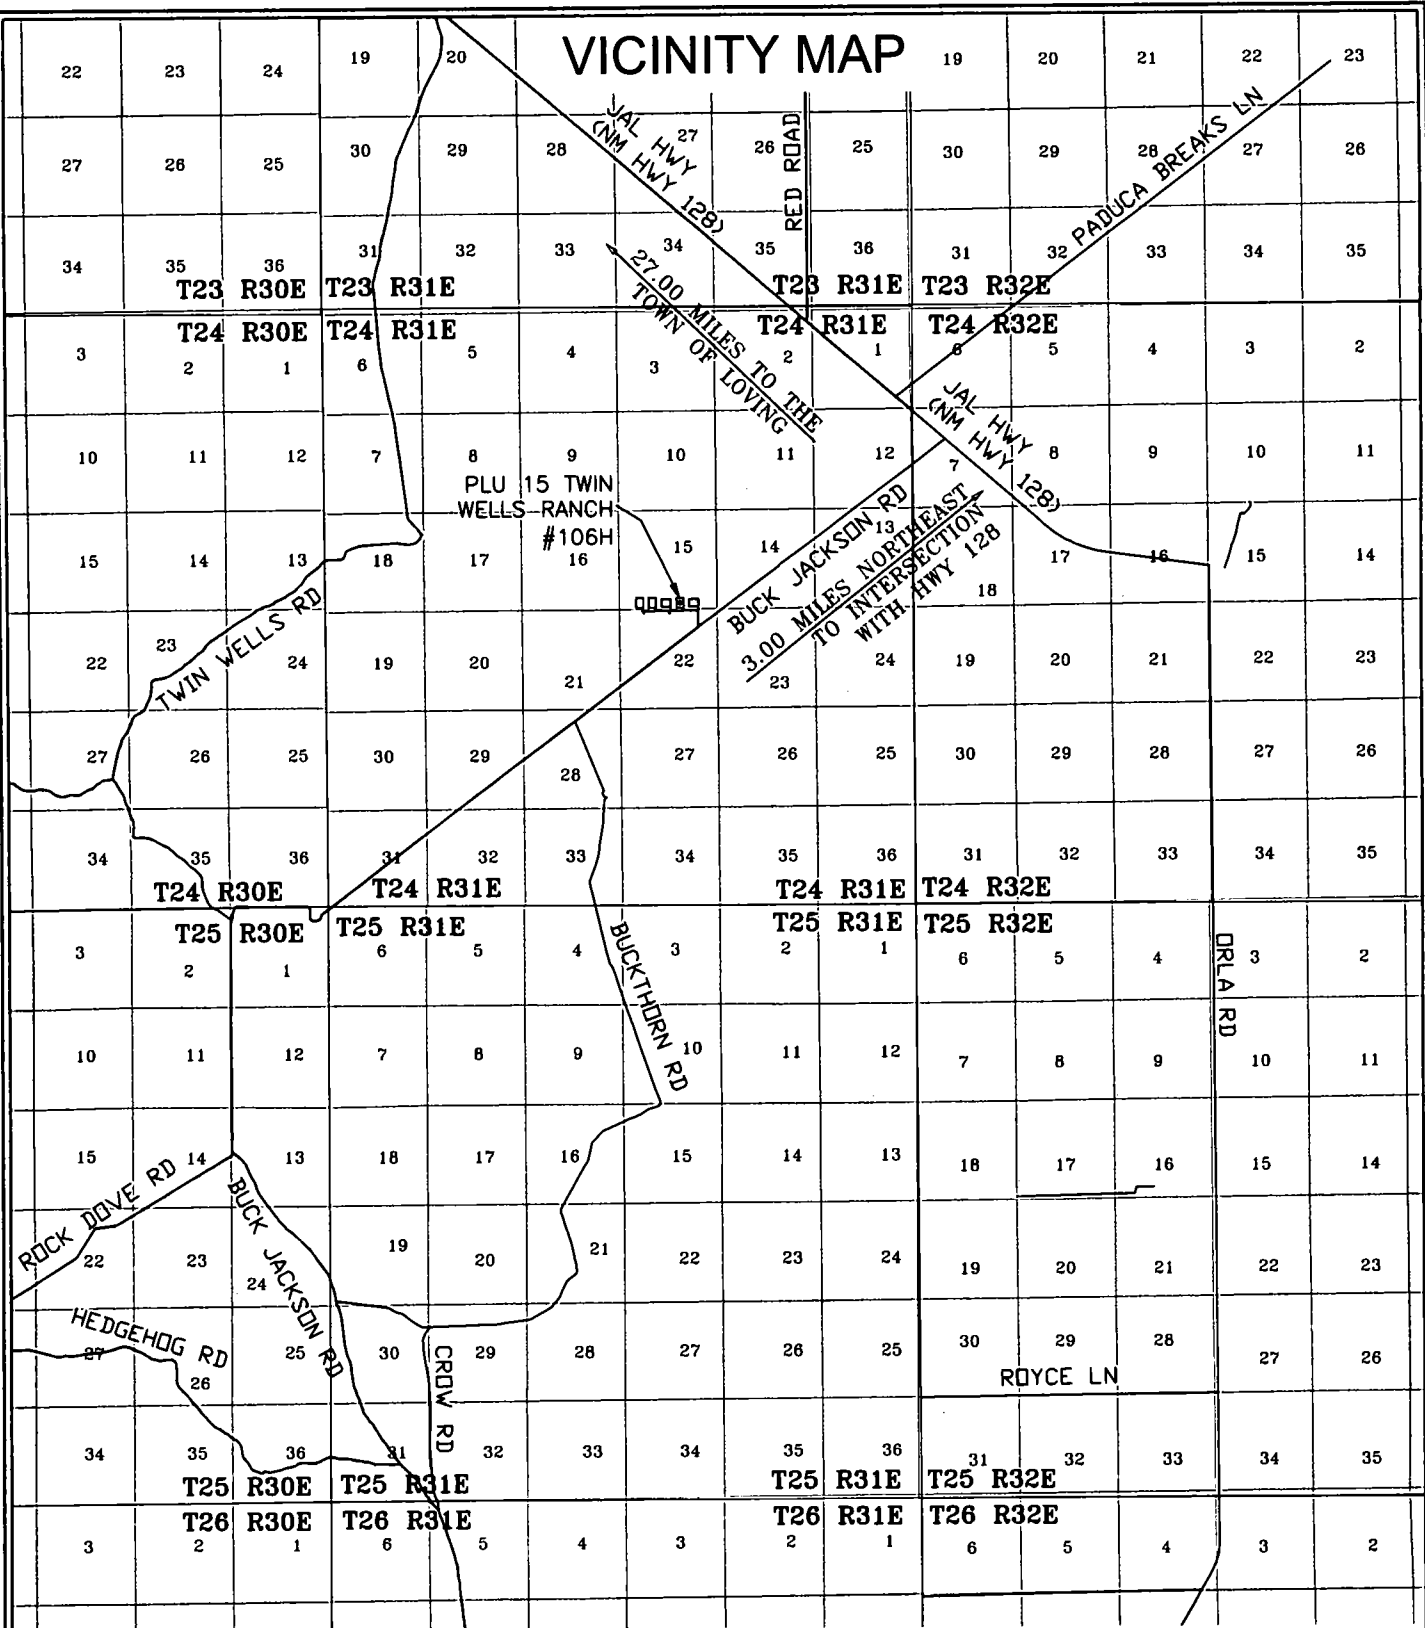 VICINITY MAP
22 23 24 19 20 19 20 21 22 23
JAL HWY
(NM HWY 128)
RED ROAD
PADUCA BREAKS LN
27 26 25 30 29 28 27 26 25 30 29 28 27 26
34 35 36 31 32 33 34 35 36 31 32 33 34 35
T23 R30E T23 R31E T23 R31E T23 R32E
27.00 MILES TO THE
TOWN OF LOVING
T24 R30E T24 R31E T24 R31E T24 R32E
3 2 1 6 5 4 3 2 1 6 5 4 3 2
JAL HWY
(NM HWY 128)
10 11 12 7 8 9 10 11 12 7 8 9 10 11
PLU 15 TWIN
WELLS RANCH
#106H
BUCK JACKSON RD
3.00 MILES NORTHEAST
TO INTERSECTION
WITH HWY 128
15 14 13 18 17 16 15 14 13 18 17 16 15 14
TWIN WELLS RD
22 23 24 19 20 21 22 23 24 19 20 21 22 23
27 26 25 30 29 28 27 26 25 30 29 28 27 26
34 35 36 31 32 33 34 35 36 31 32 33 34 35
T24 R30E T24 R31E T24 R31E T24 R32E
T25 R30E T25 R31E T25 R31E T25 R32E
3 2 1 6 5 4 3 2 1 6 5 4 3 2
BUCKTHORN RD
ORLA RD
10 11 12 7 8 9 10 11 12 7 8 9 10 11
15 14 13 18 17 16 15 14 13 18 17 16 15 14
ROCK DOVE RD
BUCK JACKSON RD
22 23 24 19 20 21 22 23 24 19 20 21 22 23
HEDGEHOG RD
CROW RD
27 26 25 30 29 28 27 26 25 30 29 28 27 26
ROYCE LN
34 35 36 31 32 33 34 35 36 31 32 33 34 35
T25 R30E T25 R31E T25 R31E T25 R32E
T26 R30E T26 R31E T26 R31E T26 R32E
3 2 1 6 5 4 3 2 1 6 5 4 3 2